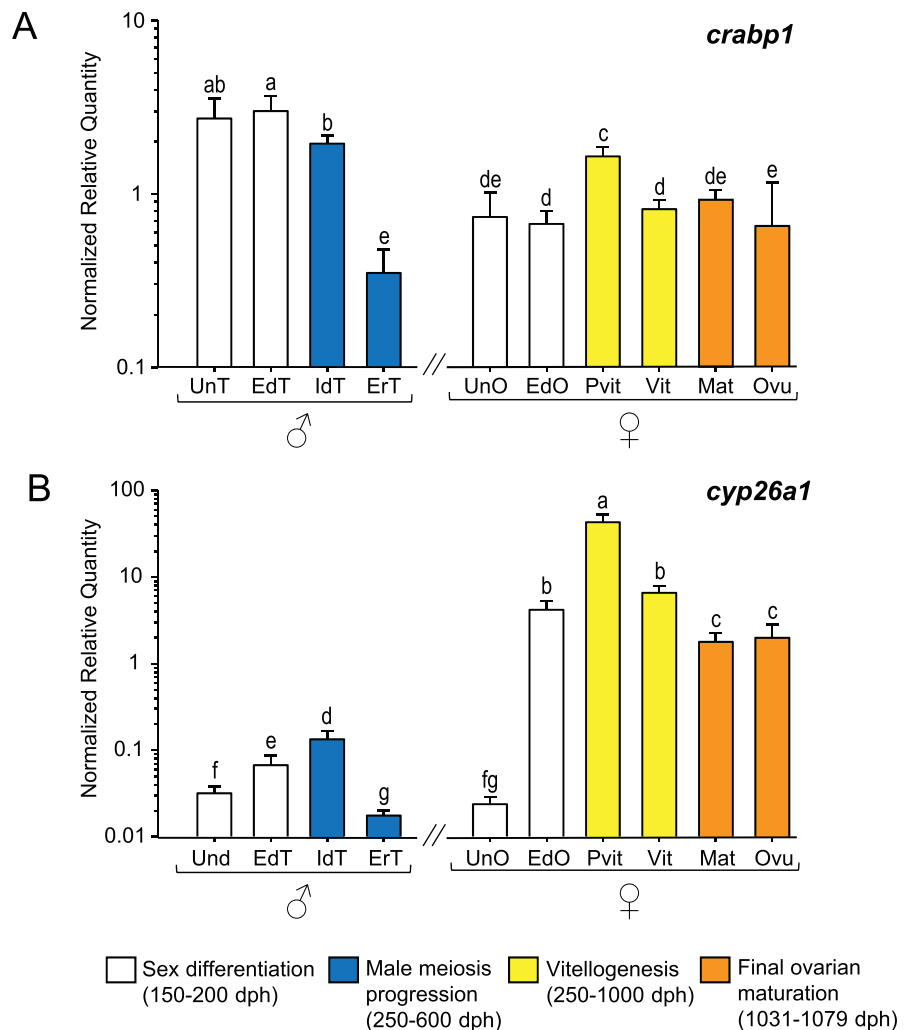 A
crabp1
Normalized Relative Quantity
10
1
0.1
ab a b e de d c d de e
UnT EdT IdT ErT // UnO EdO Pvit Vit Mat Ovu
♂ ♀
B
cyp26a1
Normalized Relative Quantity
100
10
1
0.1
0.01
f e d g fg b a b c c
Und EdT IdT ErT // UnO EdO Pvit Vit Mat Ovu
♂ ♀
Sex differentiation
(150-200 dph)
Male meiosis
progression
(250-600 dph)
Vitellogenesis
(250-1000 dph)
Final ovarian
maturation
(1031-1079 dph)